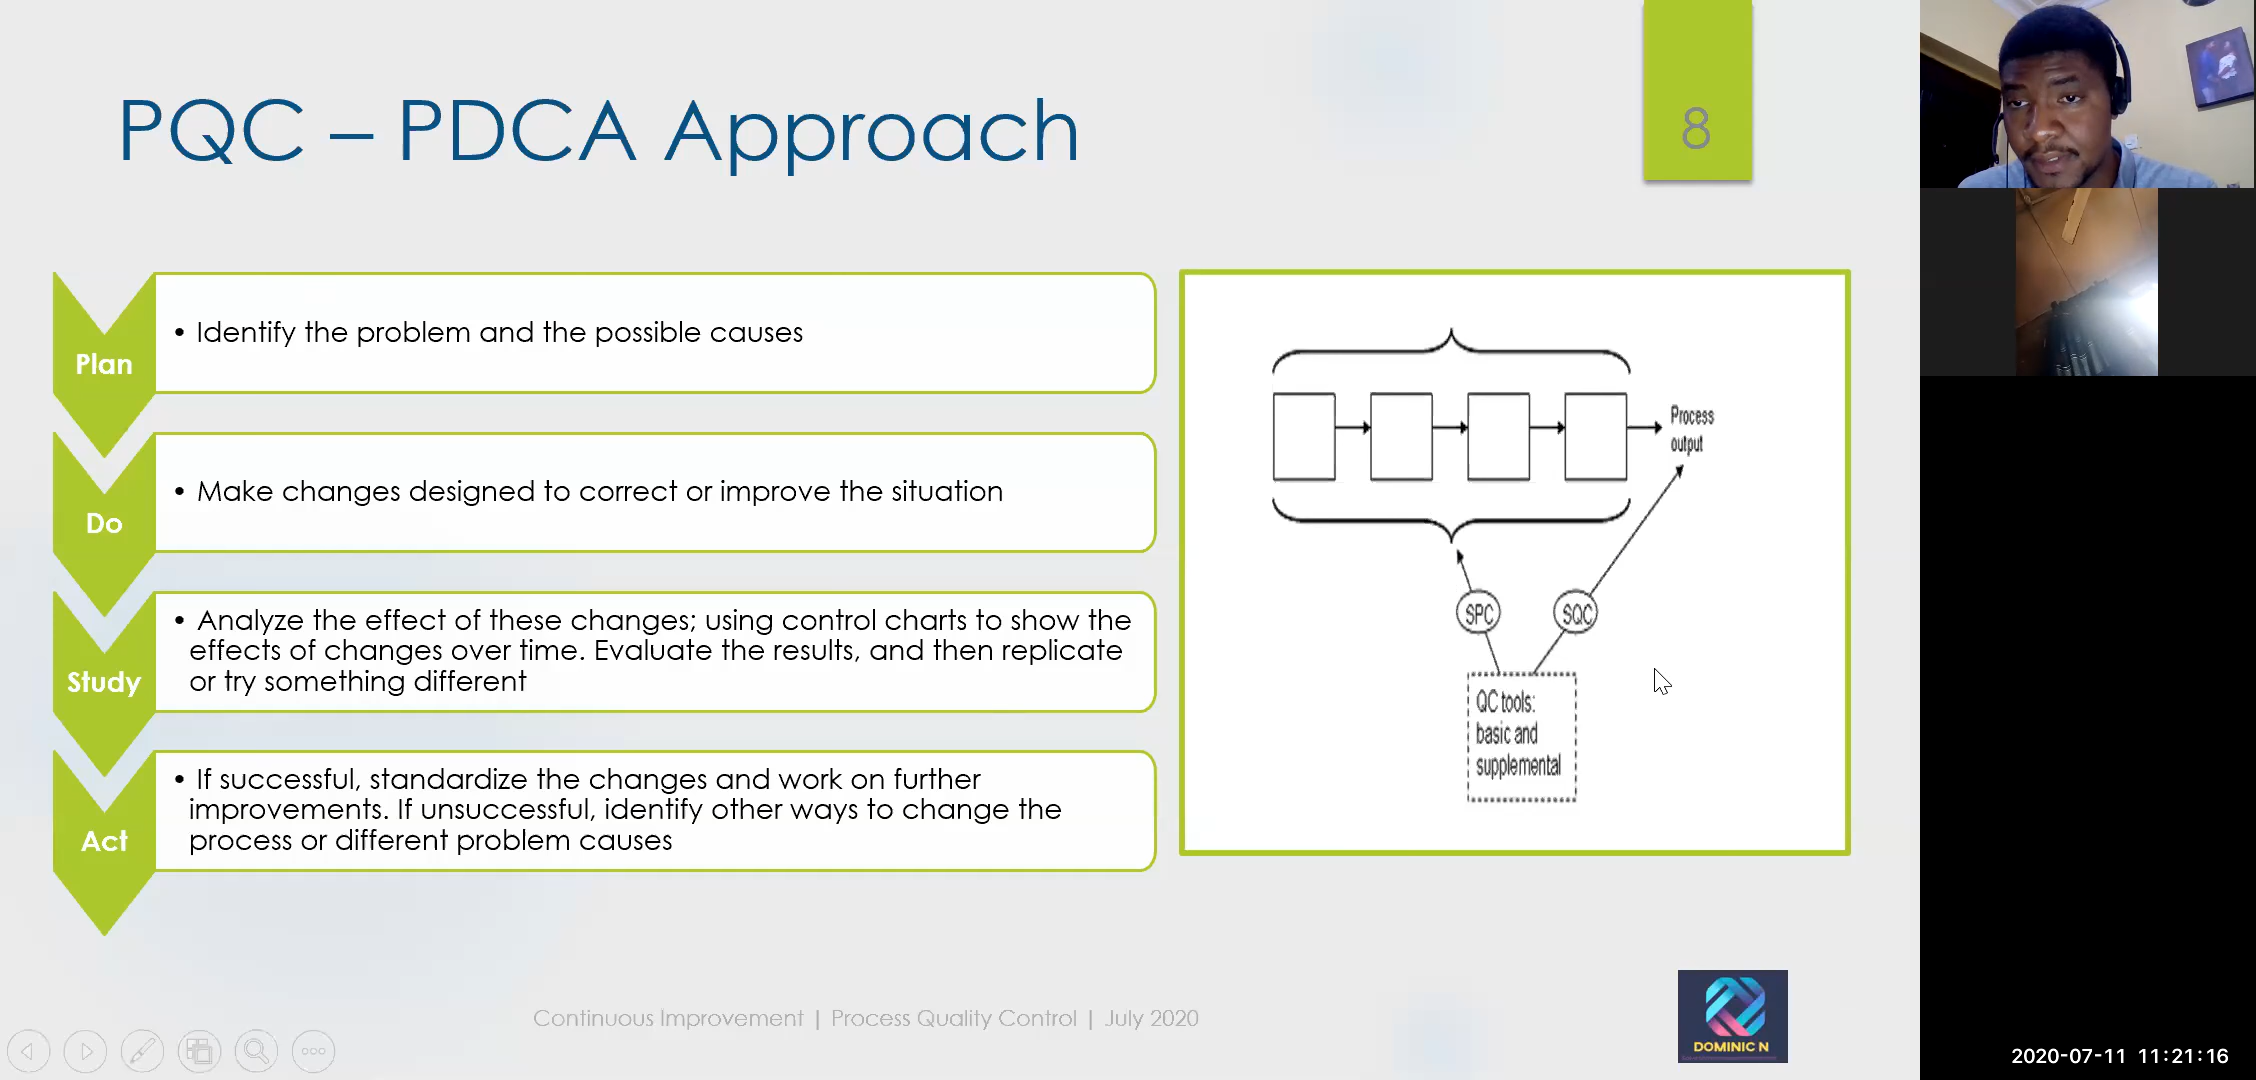 PQC – PDCA Approach
8
Plan
• Identify the problem and the possible causes
Do
• Make changes designed to correct or improve the situation
Study
• Analyze the effect of these changes; using control charts to show the
effects of changes over time. Evaluate the results, and then replicate
or try something different
Act
• If successful, standardize the changes and work on further
improvements. If unsuccessful, identify other ways to change the
process or different problem causes
Process
output
SPC
SQC
QC tools:
basic and
supplemental
Continuous Improvement | Process Quality Control | July 2020
DOMINIC N
2020-07-11 11:21:16